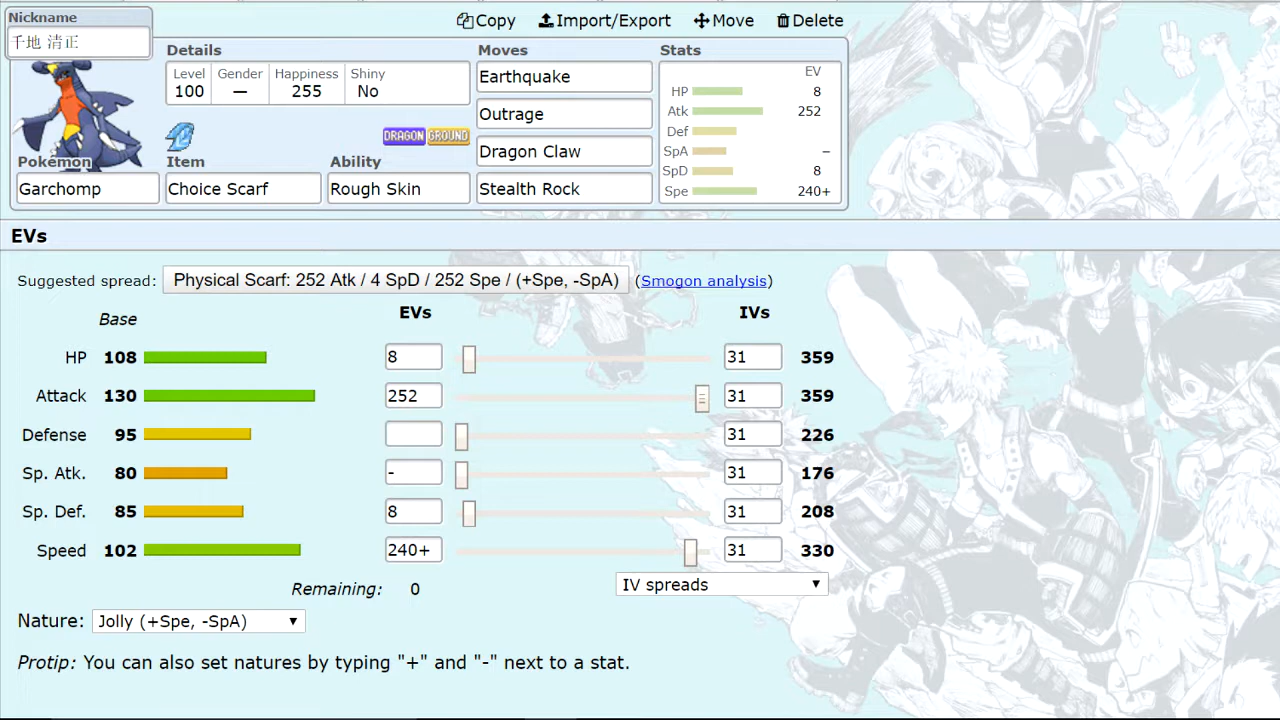 Nickname
千地 清正
Copy Import/Export Move Delete
Details
Level Gender Happiness Shiny
100 — 255 No
DRAGON GROUND
Pokémon Item Ability
Garchomp Choice Scarf Rough Skin
Moves
Earthquake
Outrage
Dragon Claw
Stealth Rock
Stats
EV
HP 8
Atk 252
Def
SpA –
SpD 8
Spe 240+
EVs
Suggested spread: Physical Scarf: 252 Atk / 4 SpD / 252 Spe / (+Spe, -SpA) (Smogon analysis)
Base EVs IVs
HP 108 8 31 359
Attack 130 252 31 359
Defense 95 31 226
Sp. Atk. 80 - 31 176
Sp. Def. 85 8 31 208
Speed 102 240+ 31 330
Remaining: 0 IV spreads
Nature: Jolly (+Spe, -SpA)
Protip: You can also set natures by typing "+" and "-" next to a stat.